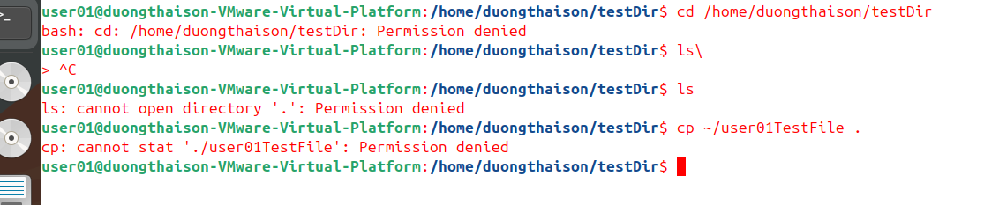 user01@duongthaison-VMware-Virtual-Platform:/home/duongthaison/testDir$ cd /home/duongthaison/testDir
bash: cd: /home/duongthaison/testDir: Permission denied
user01@duongthaison-VMware-Virtual-Platform:/home/duongthaison/testDir$ ls\
> ^C
user01@duongthaison-VMware-Virtual-Platform:/home/duongthaison/testDir$ ls
ls: cannot open directory '.': Permission denied
user01@duongthaison-VMware-Virtual-Platform:/home/duongthaison/testDir$ cp ~/user01TestFile .
cp: cannot stat './user01TestFile': Permission denied
user01@duongthaison-VMware-Virtual-Platform:/home/duongthaison/testDir$